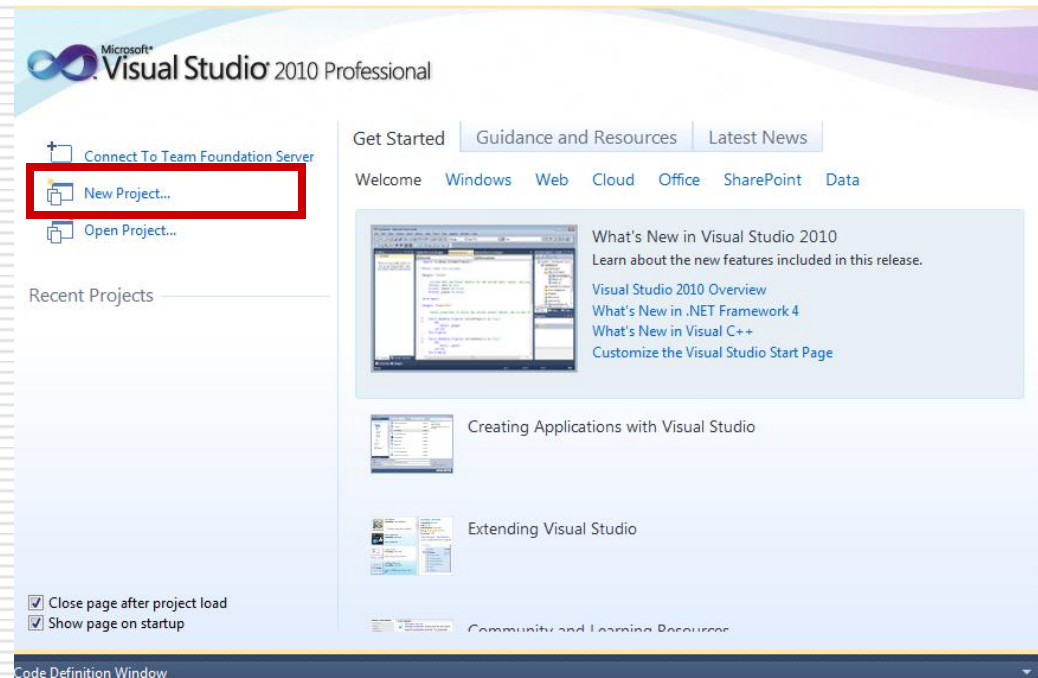 Microsoft®
Visual Studio® 2010 Professional
Connect To Team Foundation Server
New Project...
Open Project...
Recent Projects
Close page after project load
Show page on startup
Get Started
Guidance and Resources
Latest News
Welcome Windows Web Cloud Office SharePoint Data
What's New in Visual Studio 2010
Learn about the new features included in this release.
Visual Studio 2010 Overview
What's New in .NET Framework 4
What's New in Visual C++
Customize the Visual Studio Start Page
Creating Applications with Visual Studio
Extending Visual Studio
Community and Learning Resources
Code Definition Window